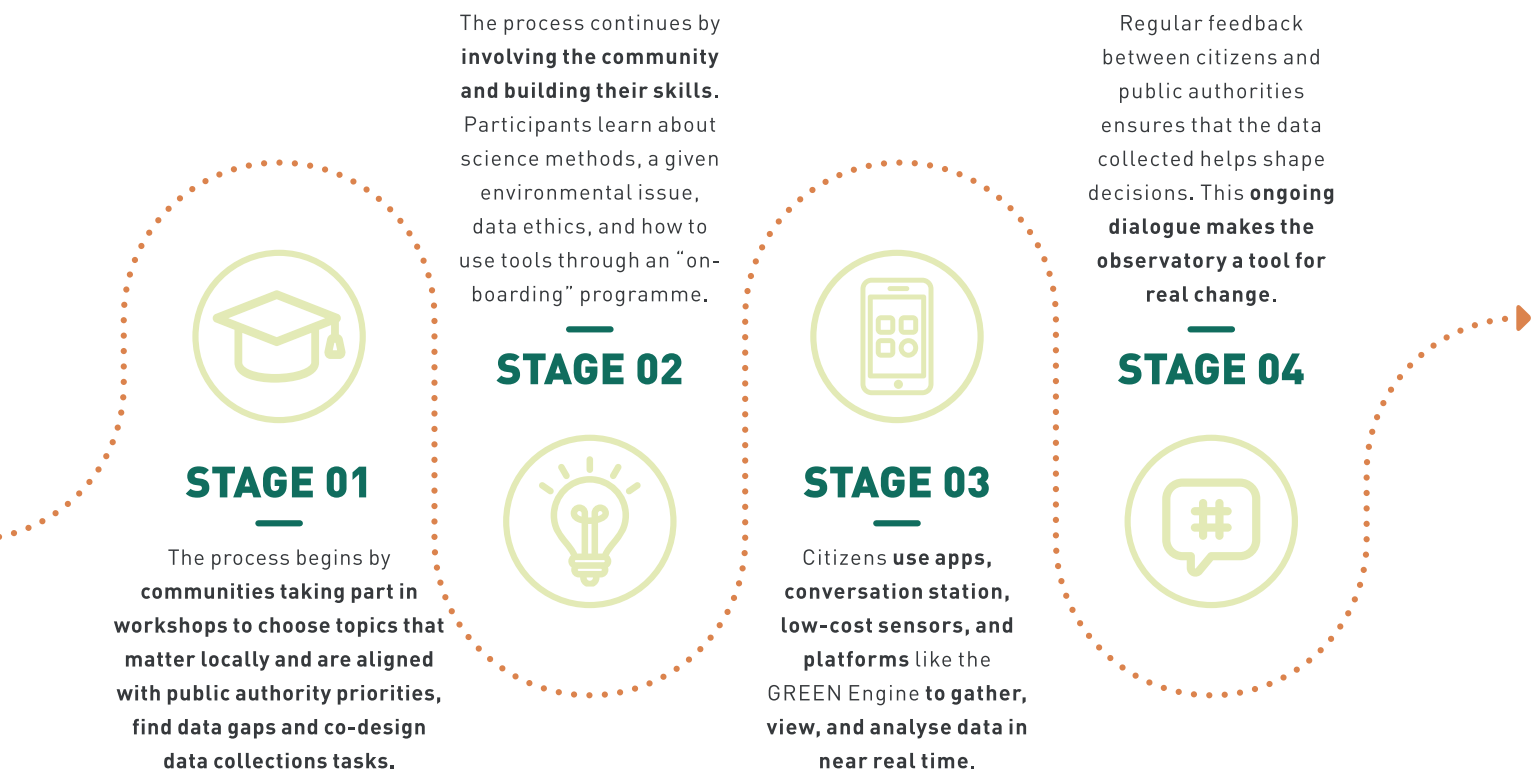 STAGE 01
The process begins by
communities taking part in
workshops to choose topics that
matter locally and are aligned
with public authority priorities,
find data gaps and co-design
data collections tasks.
The process continues by
involving the community
and building their skills.
Participants learn about
science methods, a given
environmental issue,
data ethics, and how to
use tools through an “on-
boarding” programme.
STAGE 02
STAGE 03
Citizens use apps,
conversation station,
low-cost sensors, and
platforms like the
GREEN Engine to gather,
view, and analyse data in
near real time.
Regular feedback
between citizens and
public authorities
ensures that the data
collected helps shape
decisions. This ongoing
dialogue makes the
observatory a tool for
real change.
STAGE 04
#